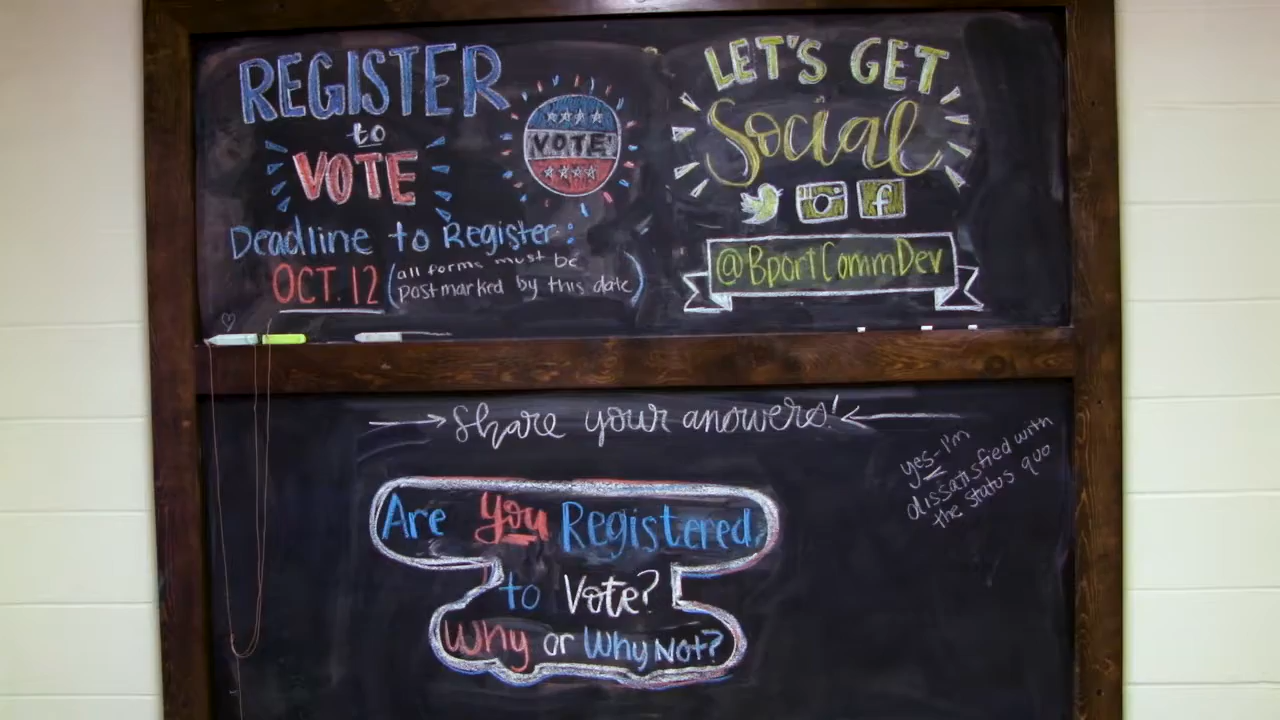 REGISTER
to
VOTE
VOTE!
Deadline to Register:
OCT. 12 (all forms must be
postmarked by this date)
LET'S GET
Social
f
@BportCommDev
Share your answers!
yes-I'm
dissatisfied with
the status quo
Are you Registered
to Vote?
Why or Why Not?